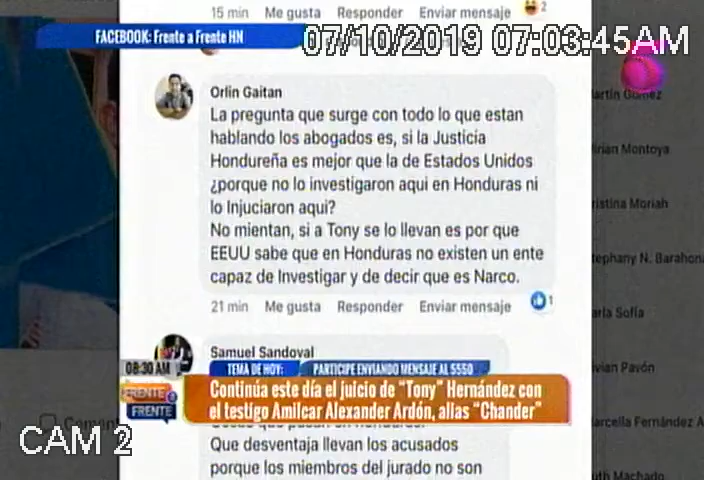 15 min Me gusta Responder Enviar mensaje 2
FACEBOOK: Frente a Frente HN
07/10/2019 07:03:45AM
Martín Gómez
Orlin Gaitan
La pregunta que surge con todo lo que estan
hablando los abogados es, si la Justicia
Hondureña es mejor que la de Estados Unidos
¿porque no lo investigaron aqui en Honduras ni
lo Injuciaron aqui?
No mientan, si a Tony se lo llevan es por que
EEUU sabe que en Honduras no existen un ente
capaz de Investigar y de decir que es Narco.
21 min Me gusta Responder Enviar mensaje 1
Montoya
Moriah
Sofía
Pavón
Fernández
Machado
Samuel Sandoval
08:30 AM
TEMA DE HOY: PARTICIPE ENVIANDO MENSAJE AL 5550
FRENTE a
FRENTE
Continúa este día el juicio de "Tony" Hernández con
el testigo Amilcar Alexander Ardón, alias "Chander"
Que desventaja llevan los acusados
porque los miembros del jurado no son
CAM 2